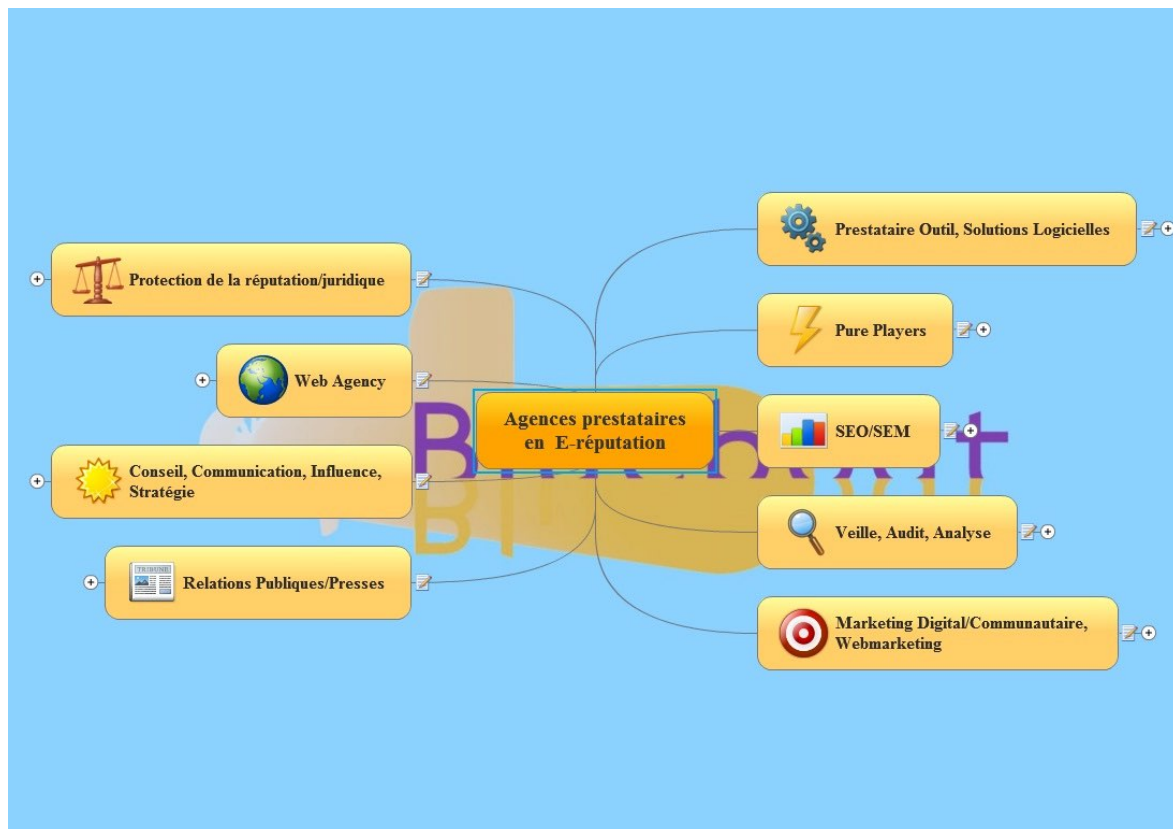 Agences prestataires
en E-réputation
Protection de la réputation/juridique
Web Agency
Conseil, Communication, Influence,
Stratégie
TRIBUNE
Relations Publiques/Presses
Prestataire Outil, Solutions Logicielles
Pure Players
SEO/SEM
Veille, Audit, Analyse
Marketing Digital/Communautaire,
Webmarketing